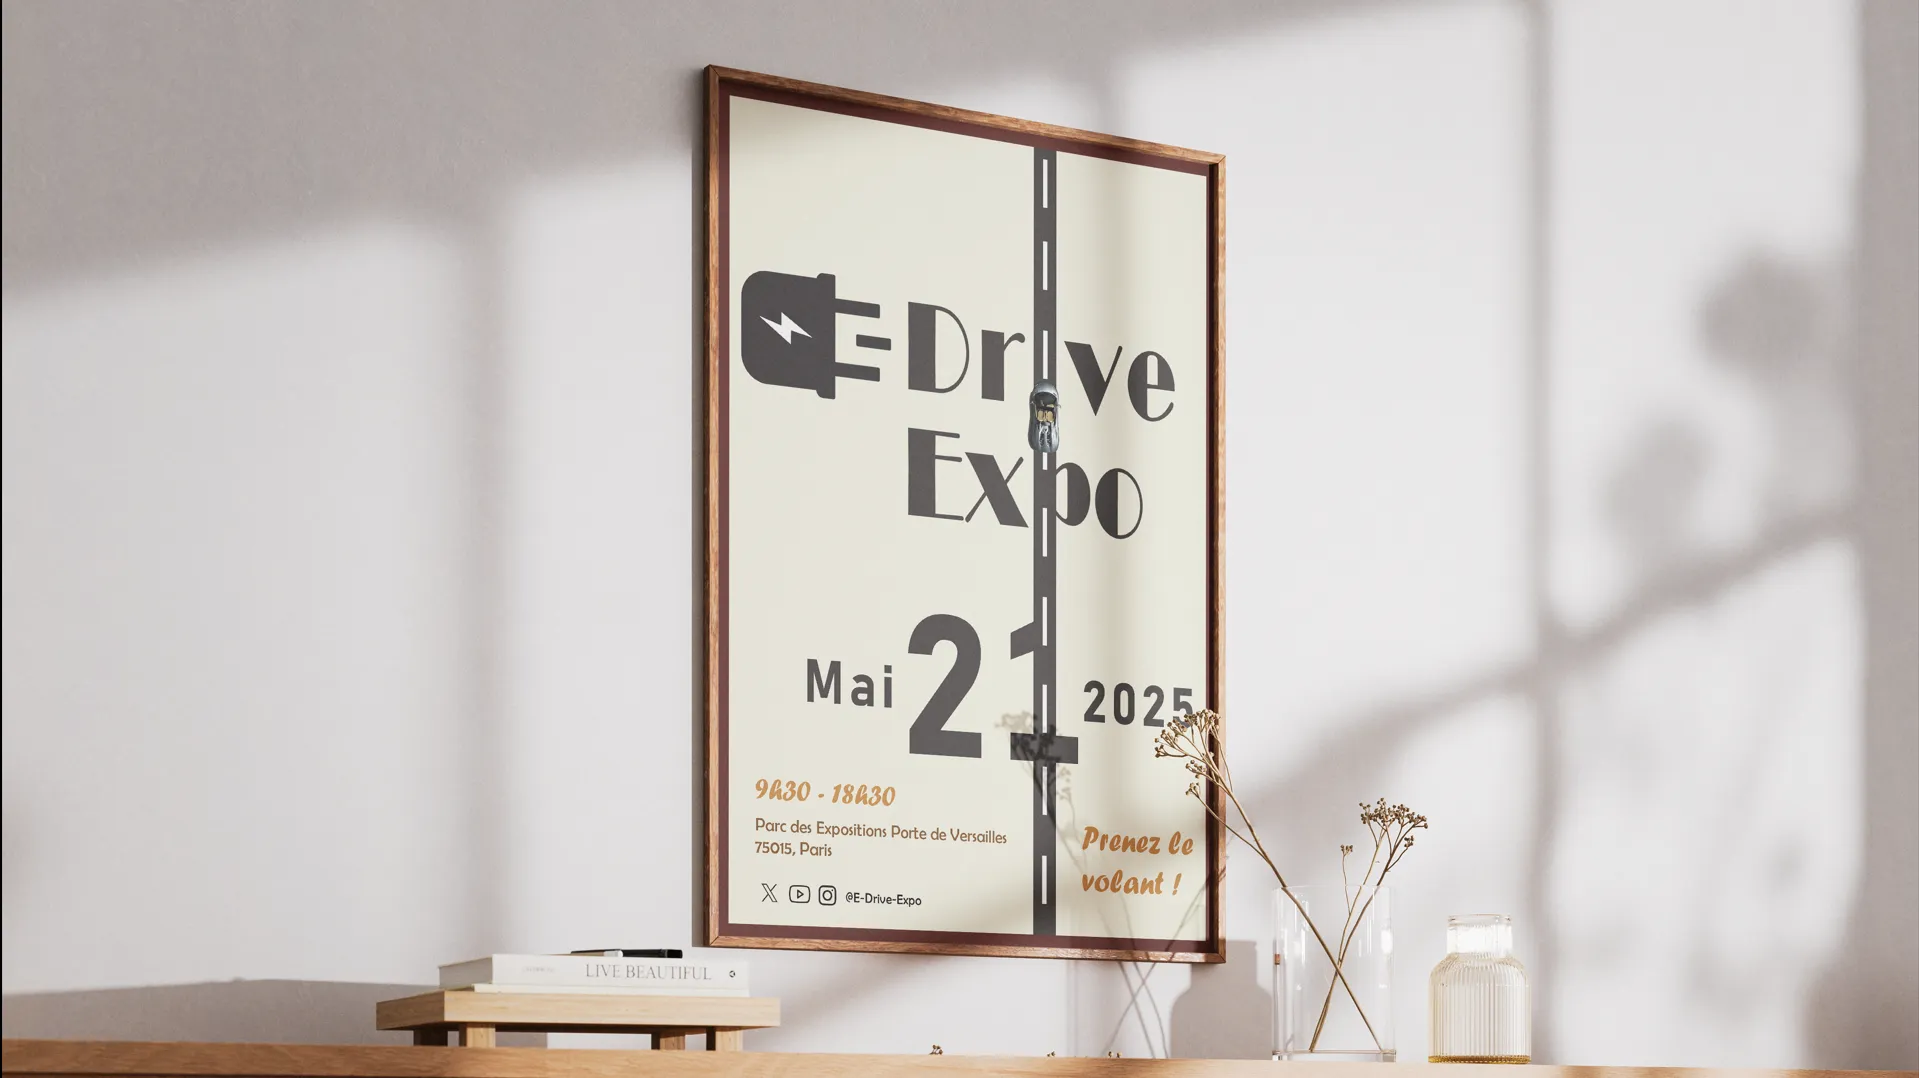 E-Drive
Expo
Mai 21 2025
9h30 - 18h30
Parc des Expositions Porte de Versailles
75015, Paris
@E-Drive-Expo
Prenez le
volant !
LIVE BEAUTIFUL